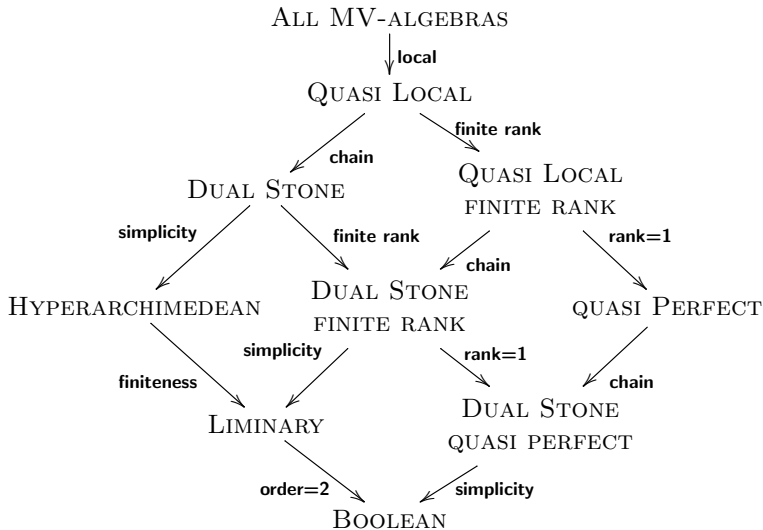 ALL MV-ALGEBRAS
local
QUASI LOCAL
finite rank
chain
DUAL STONE
QUASI LOCAL
FINITE RANK
simplicity
finite rank
chain
rank=1
HYPERARCHIMEDEAN
DUAL STONE
FINITE RANK
QUASI PERFECT
finiteness
simplicity
rank=1
chain
LIMINARY
DUAL STONE
QUASI PERFECT
order=2
simplicity
BOOLEAN